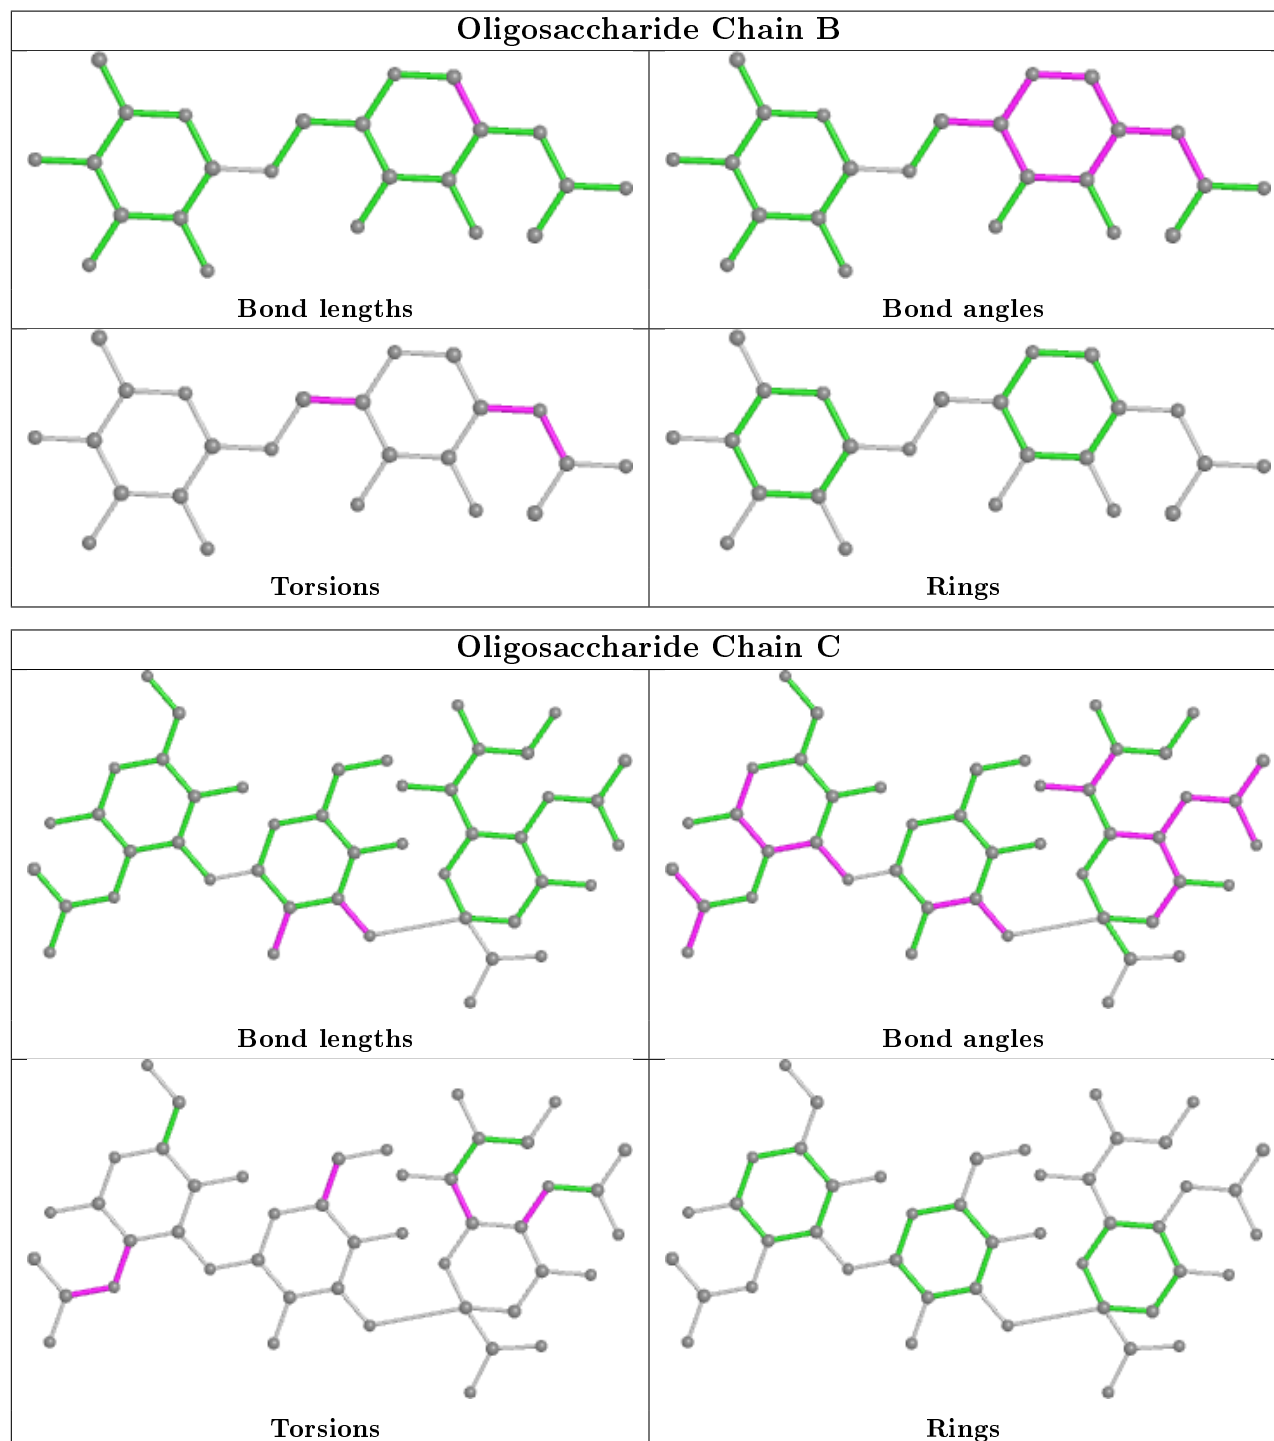 Oligosaccharide Chain B
Bond lengths
Bond angles
Torsions
Rings
Oligosaccharide Chain C
Bond lengths
Bond angles
Torsions
Rings